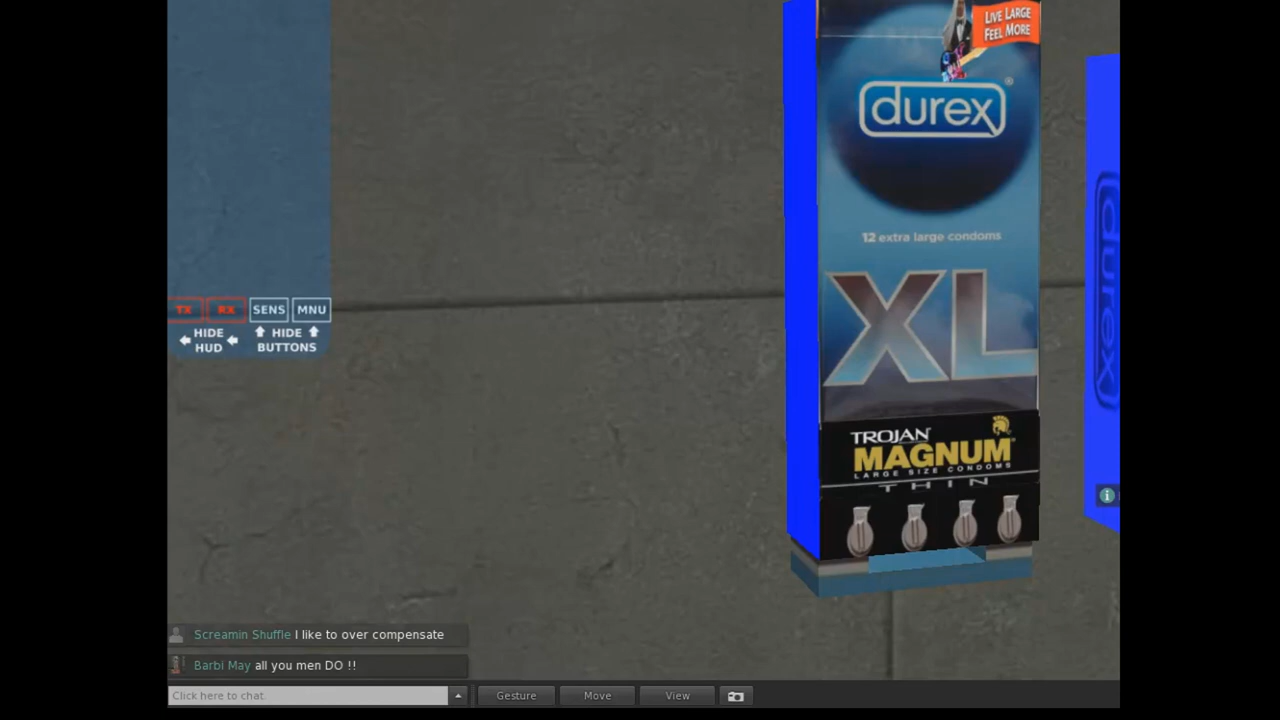 LIVE LARGE
FEEL MORE
durex®
12 extra large condoms
XL
TROJAN
MAGNUM
LARGE SIZE CONDOMS
THIN
durex
TX RX SENS MNU
HIDE HUD
HIDE BUTTONS
Screamin Shuffle I like to over compensate
Barbi May all you men DO !!
Click here to chat.
Gesture Move View